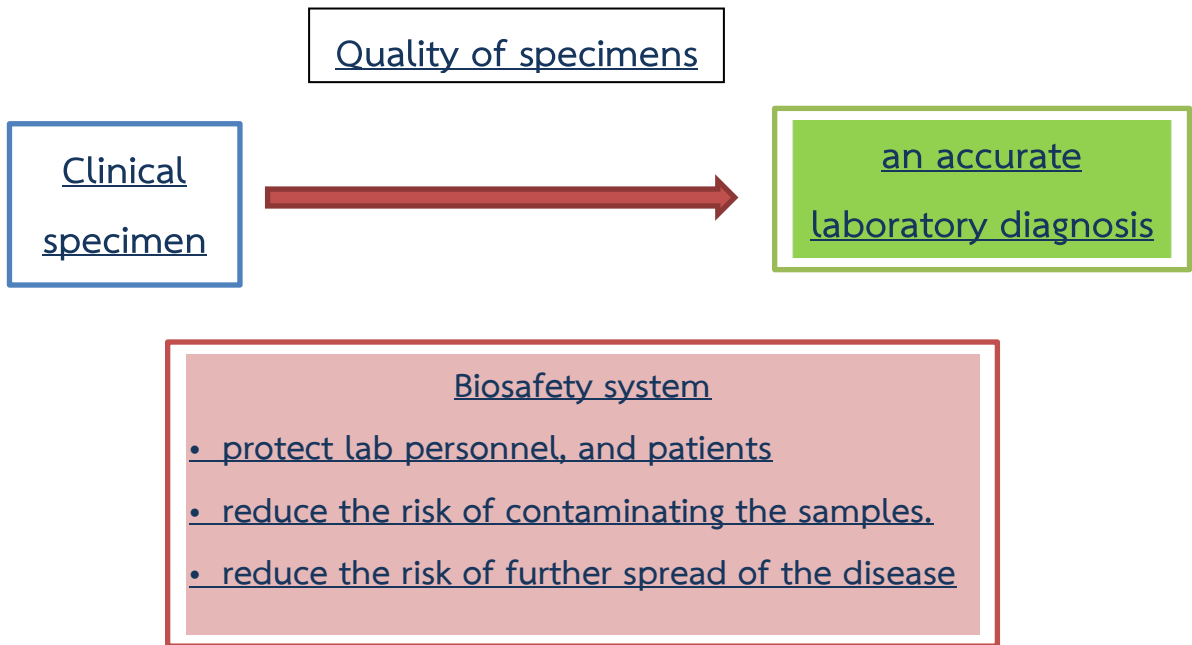 Quality of specimens
Clinical
specimen
an accurate
laboratory diagnosis
Biosafety system
• protect lab personnel, and patients
• reduce the risk of contaminating the samples.
• reduce the risk of further spread of the disease